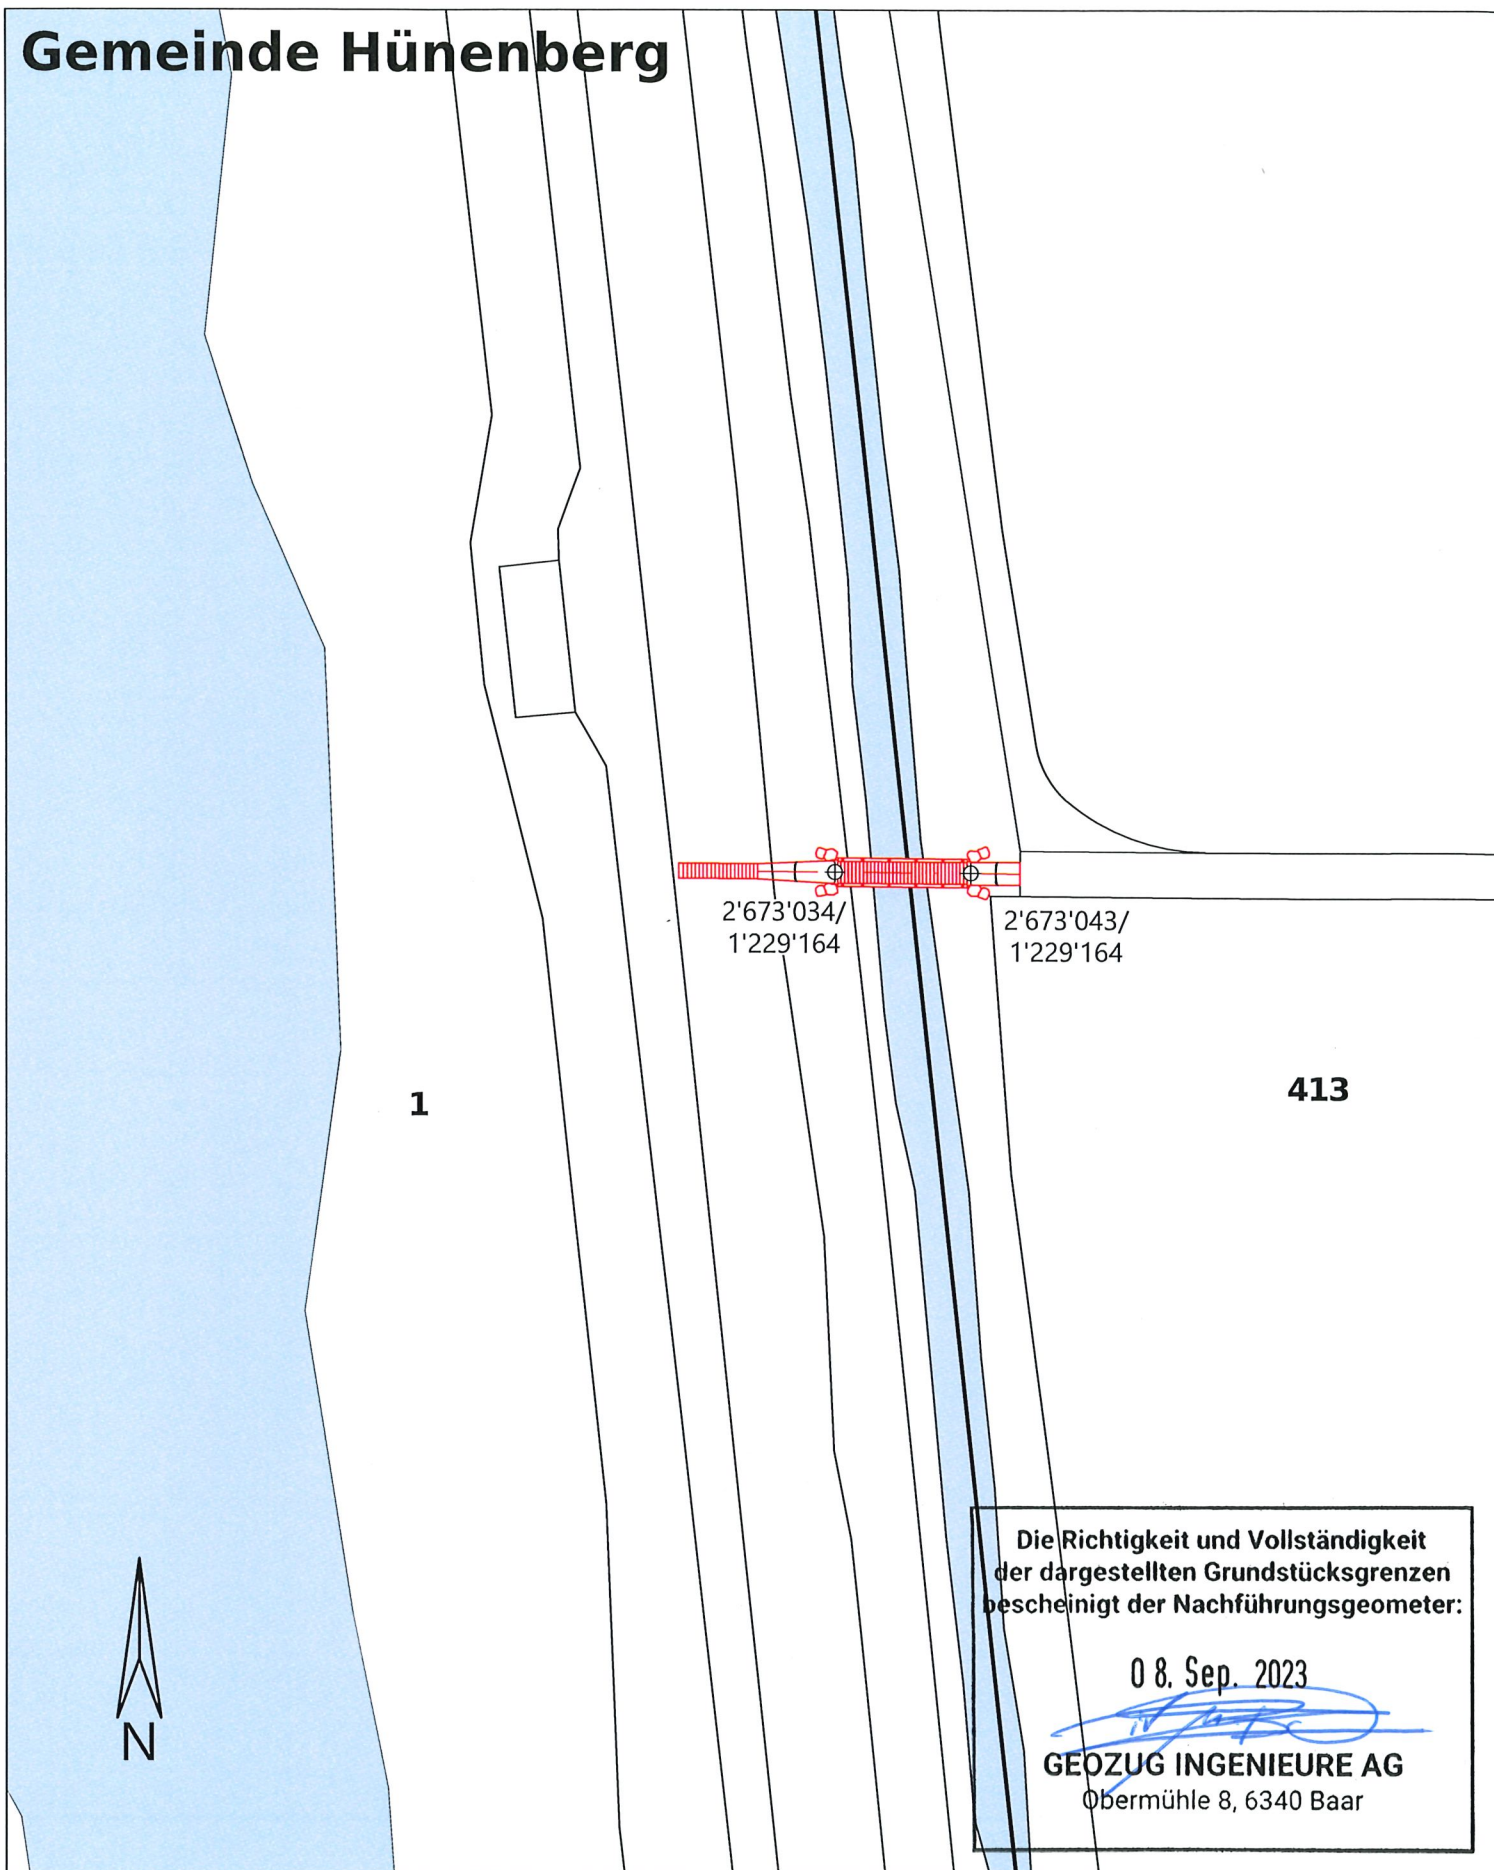 Gemeinde Hünenberg
2'673'034/
1'229'164
2'673'043/
1'229'164
1
413
Die Richtigkeit und Vollständigkeit
der dargestellten Grundstücksgrenzen
bescheinigt der Nachführungsgeometer:
08. Sep. 2023
GEOZUG INGENIEURE AG
Obermühle 8, 6340 Baar
N